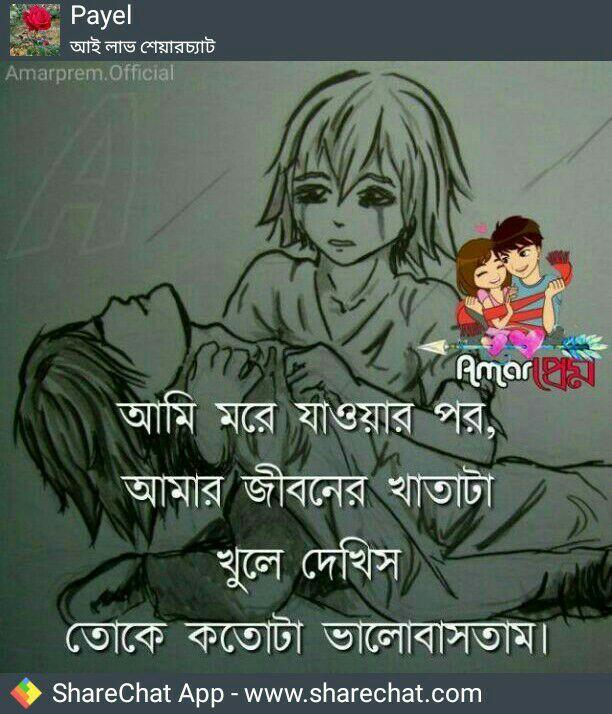 Payel
আই লাভ শেয়ারচ্যাট
Amarprem.Official
A
Amarপ্রেম
আমি মরে যাওয়ার পর,
আমার জীবনের খাতাটা
খুলে দেখিস
তোকে কতোটা ভালোবাসতাম।
ShareChat App - www.sharechat.com